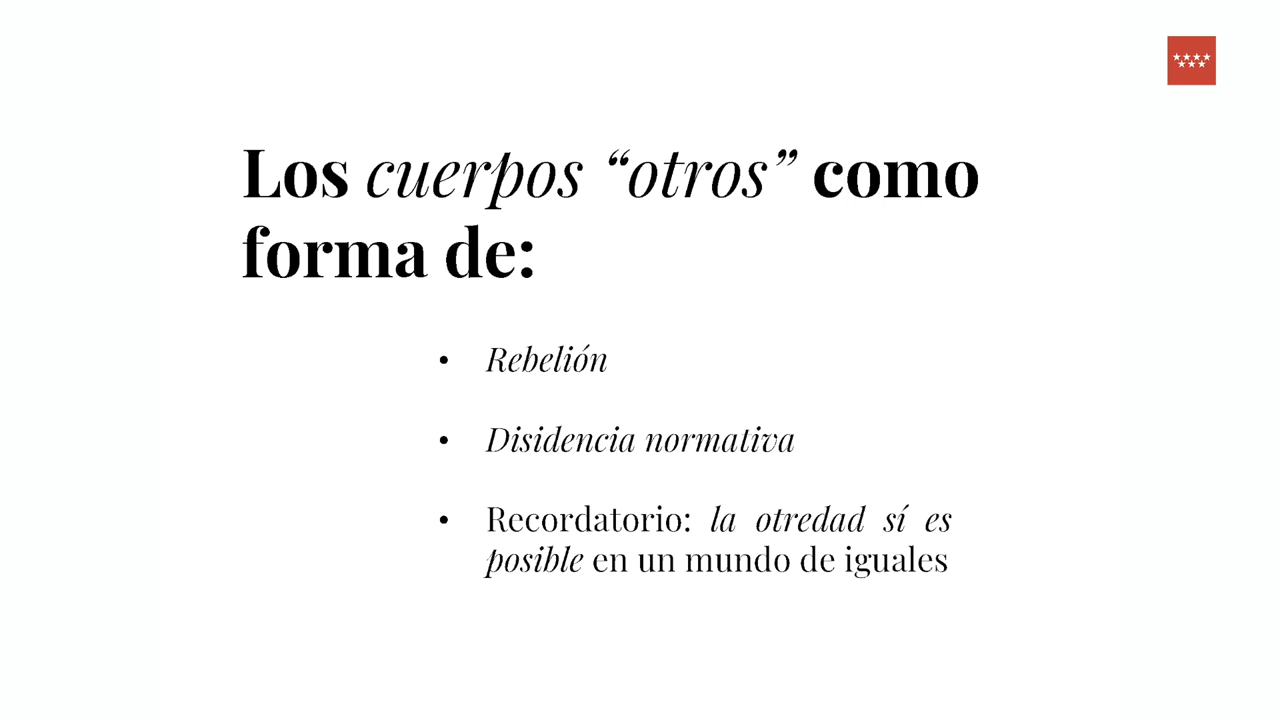 Los cuerpos “otros” como
forma de:
• Rebelión
• Disidencia normativa
• Recordatorio: la otredad sí es
posible en un mundo de iguales